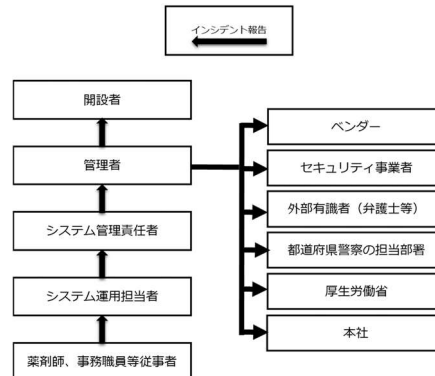 インシデント報告
開設者
管理者
システム管理責任者
システム運用担当者
薬剤師、事務職員等従事者
ベンダー
セキュリティ事業者
外部有識者（弁護士等）
都道府県警察の担当部署
厚生労働省
本社